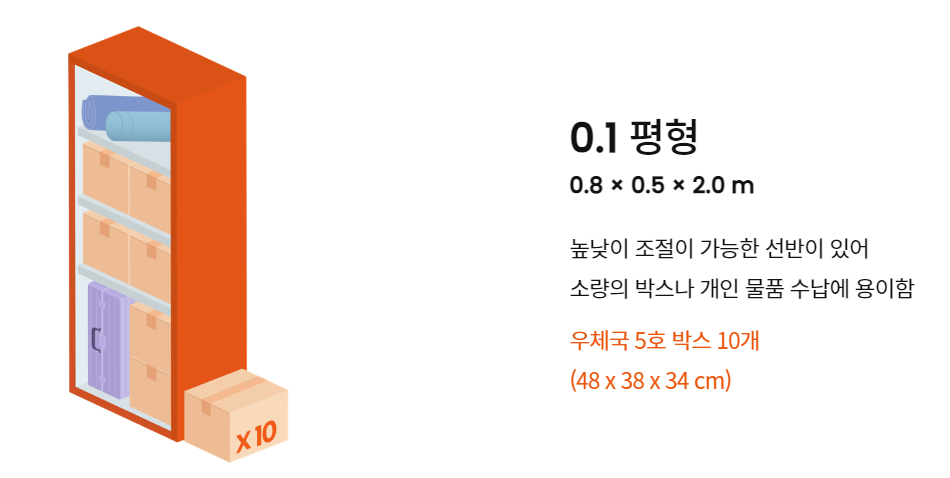 0.1 평형
0.8 × 0.5 × 2.0 m
높낮이 조절이 가능한 선반이 있어
소량의 박스나 개인 물품 수납에 용이함
우체국 5호 박스 10개
(48 x 38 x 34 cm)
x 10